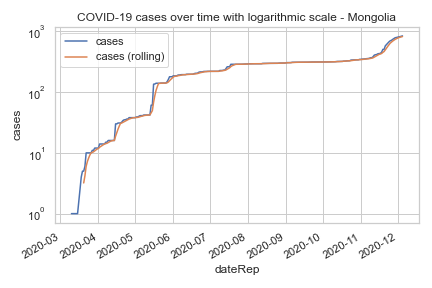 COVID-19 cases over time with logarithmic scale - Mongolia
cases
cases (rolling)
10³
10²
10¹
10⁰
cases
2020-03
2020-04
2020-05
2020-06
2020-07
2020-08
2020-09
2020-10
2020-11
2020-12
dateRep